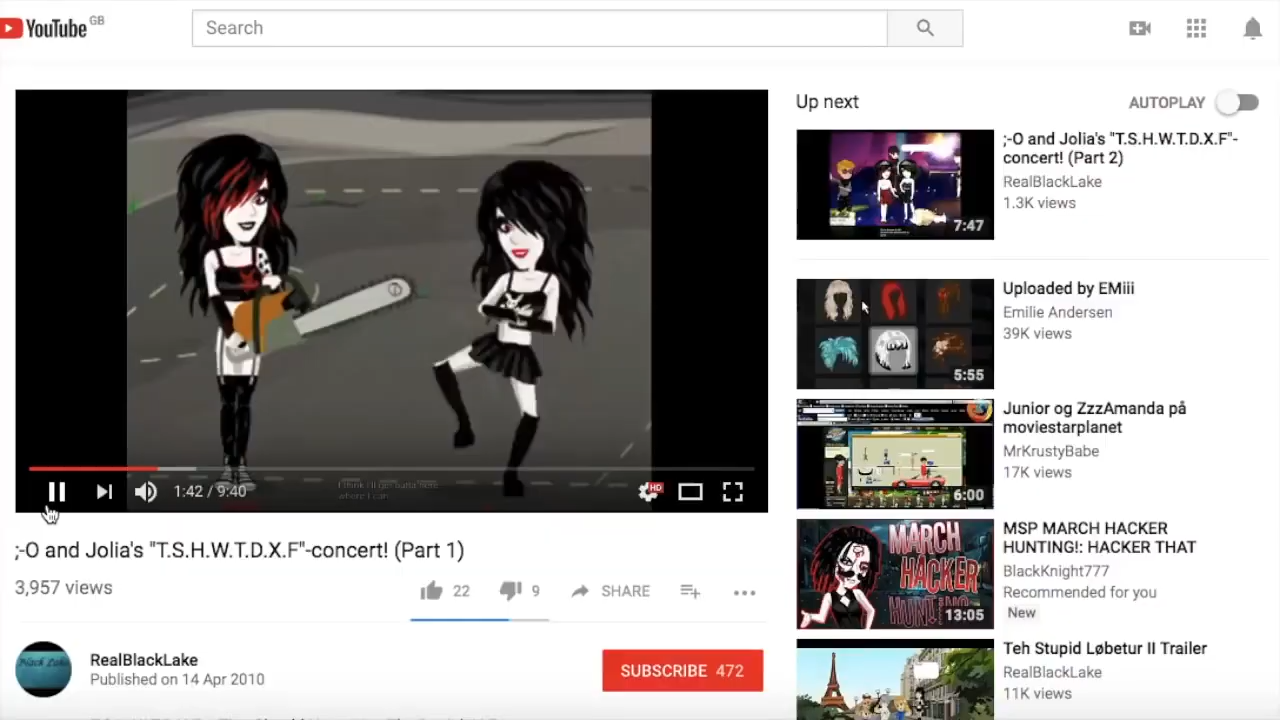 YouTube GB
Search
HD
1:42 / 9:40
;-O and Jolia's "T.S.H.W.T.D.X.F"-concert! (Part 1)
3,957 views
22
9
SHARE
RealBlackLake
Published on 14 Apr 2010
SUBSCRIBE 472
Up next
AUTOPLAY
7:47
;-O and Jolia's "T.S.H.W.T.D.X.F"-
concert! (Part 2)
RealBlackLake
1.3K views
5:55
Uploaded by EMiii
Emilie Andersen
39K views
6:00
Junior og ZzzAmanda på
moviestarplanet
MrKrustyBabe
17K views
MARCH
HACKER
HUNTING
13:05
MSP MARCH HACKER
HUNTING!: HACKER THAT
BlackKnight777
Recommended for you
New
Teh Stupid Løbetur II Trailer
RealBlackLake
11K views